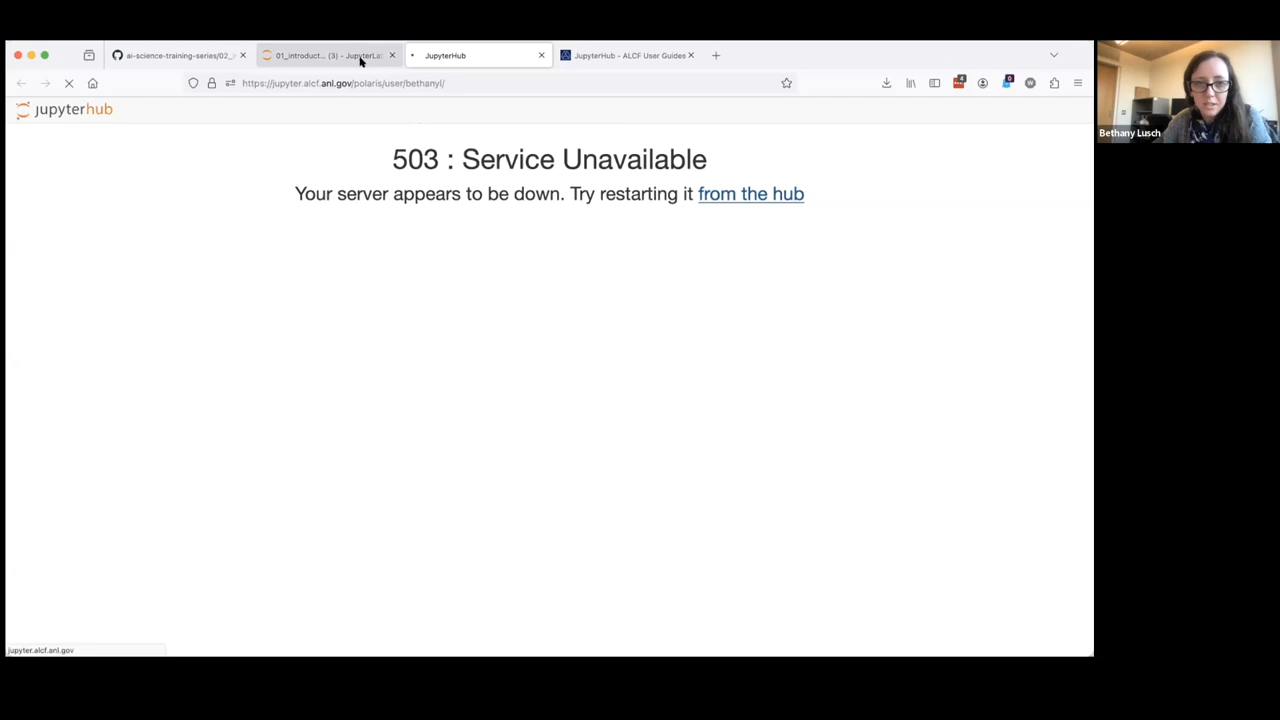 ai-science-training-series/02_i
01_introduct… (3) - JupyterLa
JupyterHub
JupyterHub - ALCF User Guides
https://jupyter.alcf.anl.gov/polaris/user/bethanyl/
jupyterhub
503 : Service Unavailable
Your server appears to be down. Try restarting it from the hub
jupyter.alcf.anl.gov
Bethany Lusch